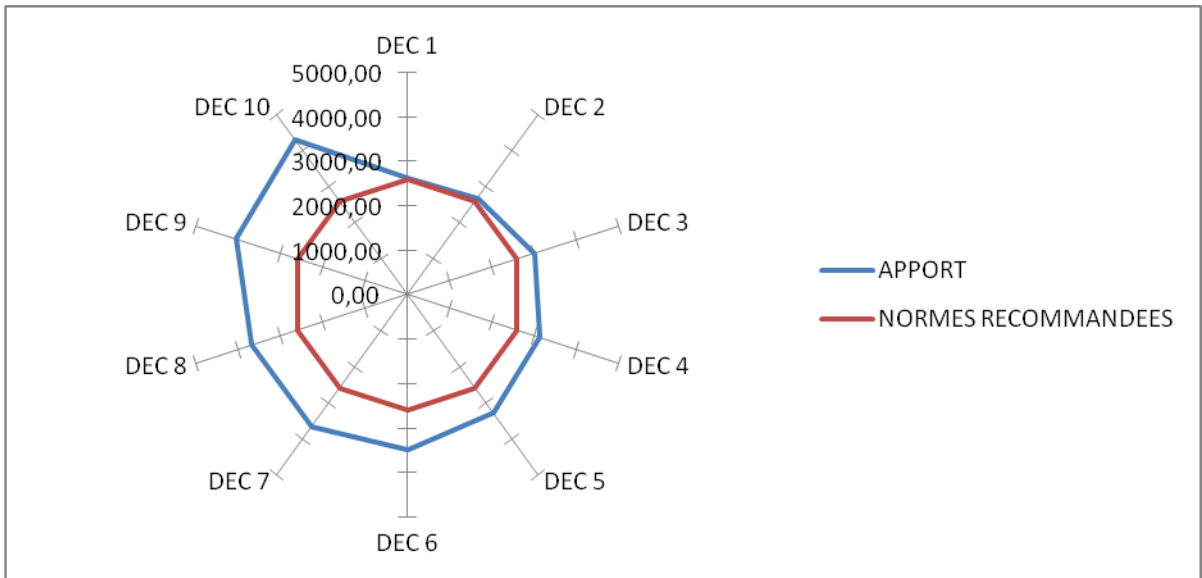 DEC 1
5000,00
4000,00
3000,00
2000,00
1000,00
0,00
DEC 2
DEC 3
DEC 4
DEC 5
DEC 6
DEC 7
DEC 8
DEC 9
DEC 10
APPORT
NORMES RECOMMANDEES